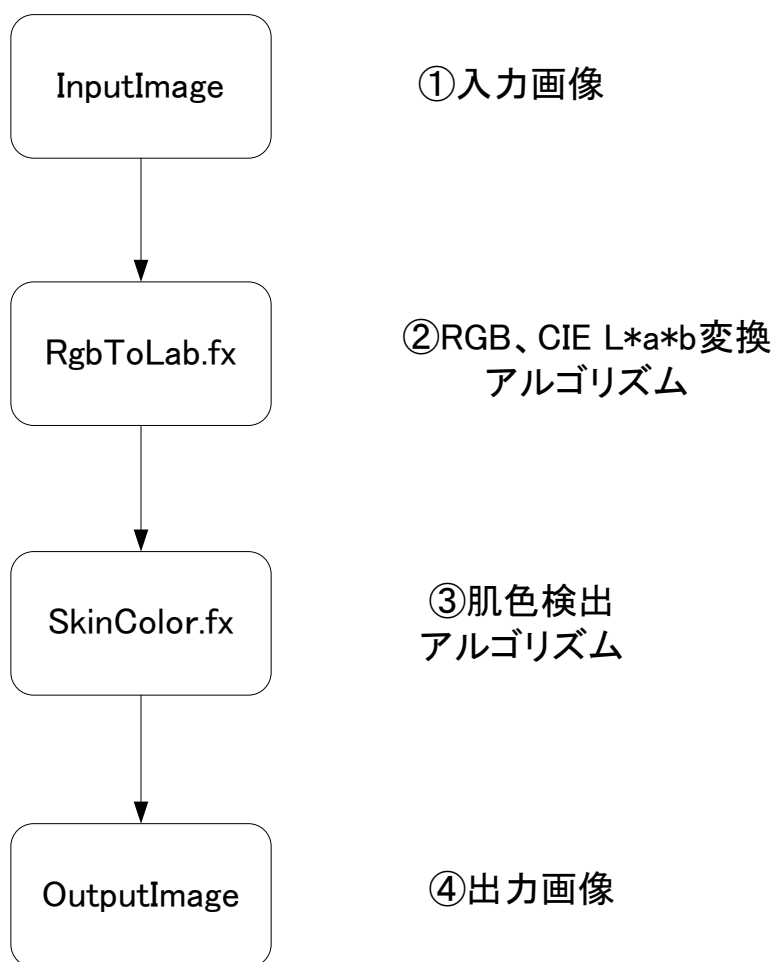 InputImage
①入力画像
RgbToLab.fx
②RGB、CIE L*a*b変換
アルゴリズム
SkinColor.fx
③肌色検出
アルゴリズム
OutputImage
④出力画像